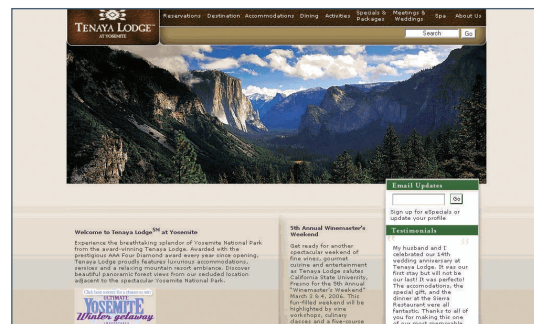 TENAYA LODGE
AT YOSEMITE
Reservations Destination Accommodations Dining Activities Specials & Packages Meetings & Weddings Spa About Us
Search Go
Email Updates
Go
Sign up for eSpecials or
update your profile
Welcome to Tenaya Lodge SM at Yosemite
Experience the breathtaking splendor of Yosemite National Park
from the award-winning Tenaya Lodge. Awarded with the
prestigious AAA Four Diamond award every year since opening,
Tenaya Lodge proudly features luxurious accommodations,
services and a relaxing mountain resort ambiance. Discover
beautiful panoramic forest views from our secluded location
adjacent to the spectacular Yosemite National Park.
ULTIMATE
YOSEMITE
Winter getaway
5th Annual Winemaster's
Weekend
Get ready for another
spectacular weekend of
fine wines, gourmet
cuisine and entertainment
as Tenaya Lodge salutes
California State University,
Fresno for the 5th Annual
"Winemaster's Weekend"
March 3 & 4, 2006. This
fun-filled weekend will be
highlighted by wine
workshops, culinary
classes and a five-course
Testimonials
My husband and I
celebrated our 14th
wedding anniversary at
Tenaya Lodge. It was our
first stay but will not be
our last! It was perfecto!
The accomodations, the
special gift, and the
dinner at the Sierra
Restaurant were all
fantastic. Thanks to all of
you for making this one
of our most memorable